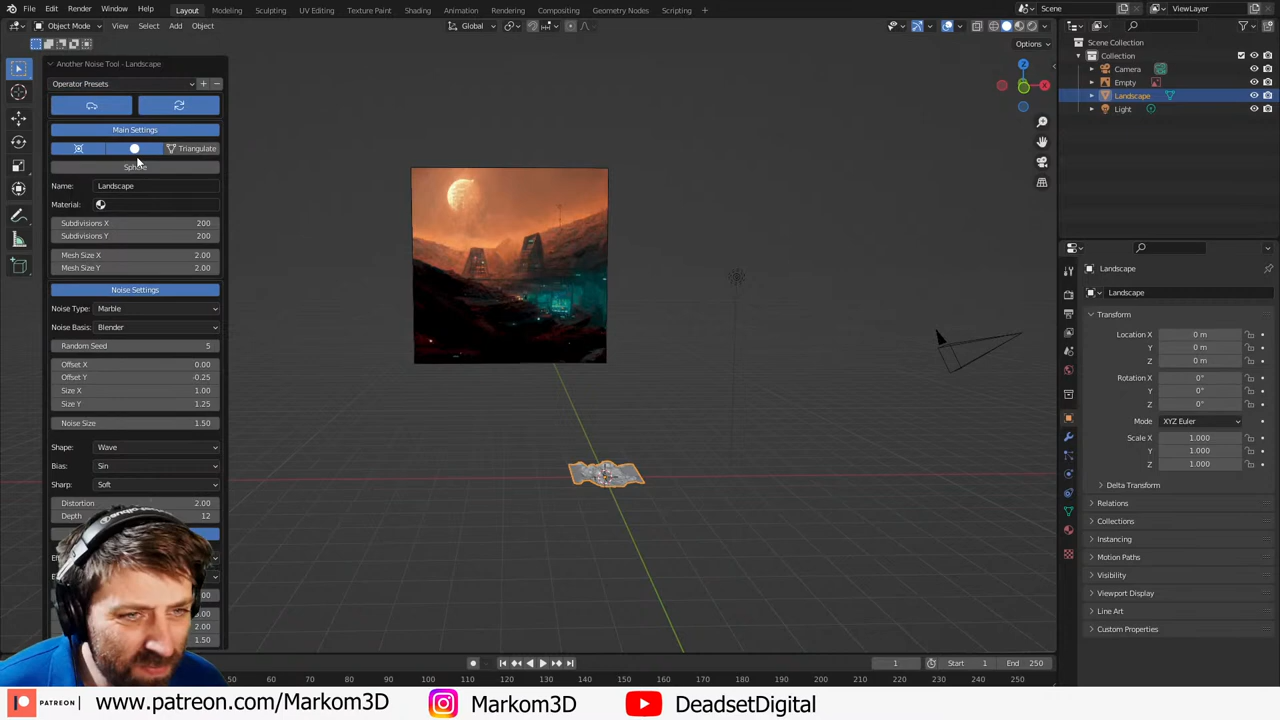 File Edit Render Window Help Layout Modeling Sculpting UV Editing Texture Paint Shading Animation Rendering Compositing Geometry Nodes Scripting + Scene ViewLayer
Object Mode View Select Add Object Global
Options
Another Noise Tool - Landscape
Operator Presets + −
Main Settings
Triangulate
Sphere
Name: Landscape
Material:
Subdivisions X 200
Subdivisions Y 200
Mesh Size X 2.00
Mesh Size Y 2.00
Noise Settings
Noise Type: Marble
Noise Basis: Blender
Random Seed 5
Offset X 0.00
Offset Y -0.25
Size X 1.00
Size Y 1.25
Noise Size 1.50
Shape: Wave
Bias: Sin
Sharp: Soft
Distortion 2.00
Depth 12
2.00
1.50
Z
X
Scene Collection
Collection
Camera
Empty
Landscape
Light
Landscape
Landscape
Transform
Location X 0 m
Y 0 m
Z 0 m
Rotation X 0°
Y 0°
Z 0°
Mode XYZ Euler
Scale X 1.000
Y 1.000
Z 1.000
Delta Transform
Relations
Collections
Instancing
Motion Paths
Visibility
Viewport Display
Line Art
Custom Properties
1 Start 1 End 250
50 60 70 80 90 100 110 120 130 140 150 160 170 180 190 200 210 220 230 240 250
PATREON www.patreon.com/Markom3D Markom3D DeadsetDigital